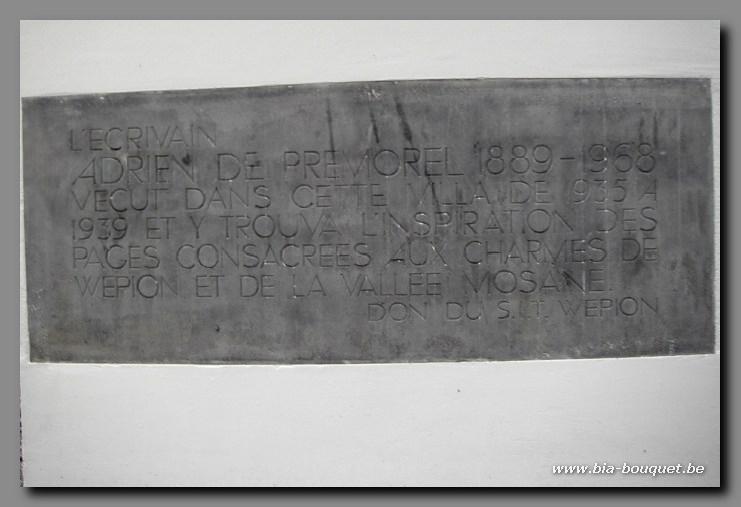 L'ECRIVAIN
ADRIEN DE PREMOREL 1889-1968
VECUT DANS CETTE VILLA DE 1935 A
1939 ET Y TROUVA L'INSPIRATION DES
PAGES CONSACREES AUX CHARMES DE
WEPION ET DE LA VALLÉE MOSANE.
DON DU S.I.T. WEPION
www.bia-bouquet.be